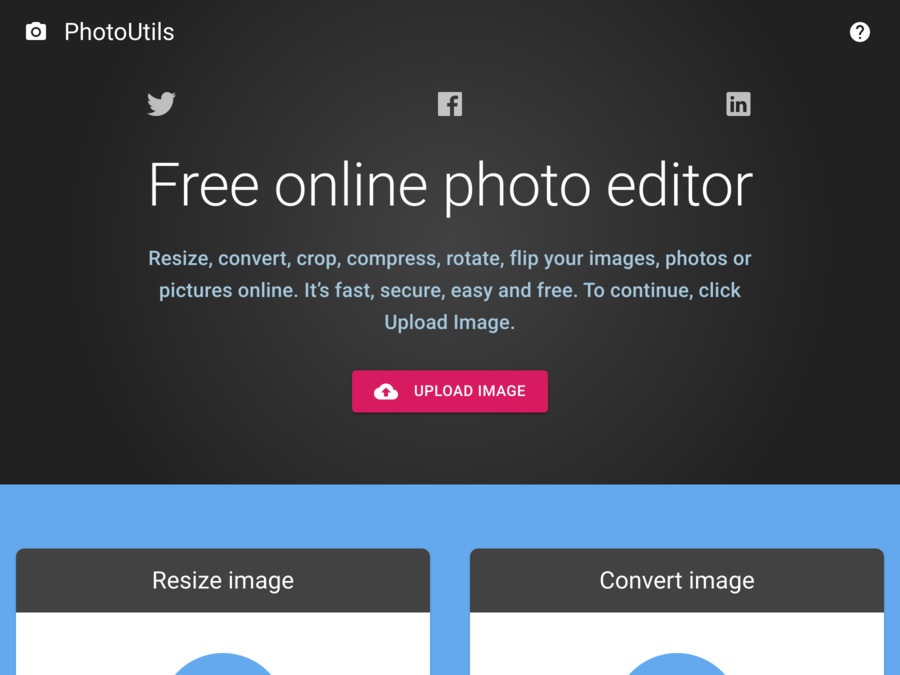 PhotoUtils
Free online photo editor
Resize, convert, crop, compress, rotate, flip your images, photos or
pictures online. It’s fast, secure, easy and free. To continue, click
Upload Image.
UPLOAD IMAGE
Resize image
Convert image